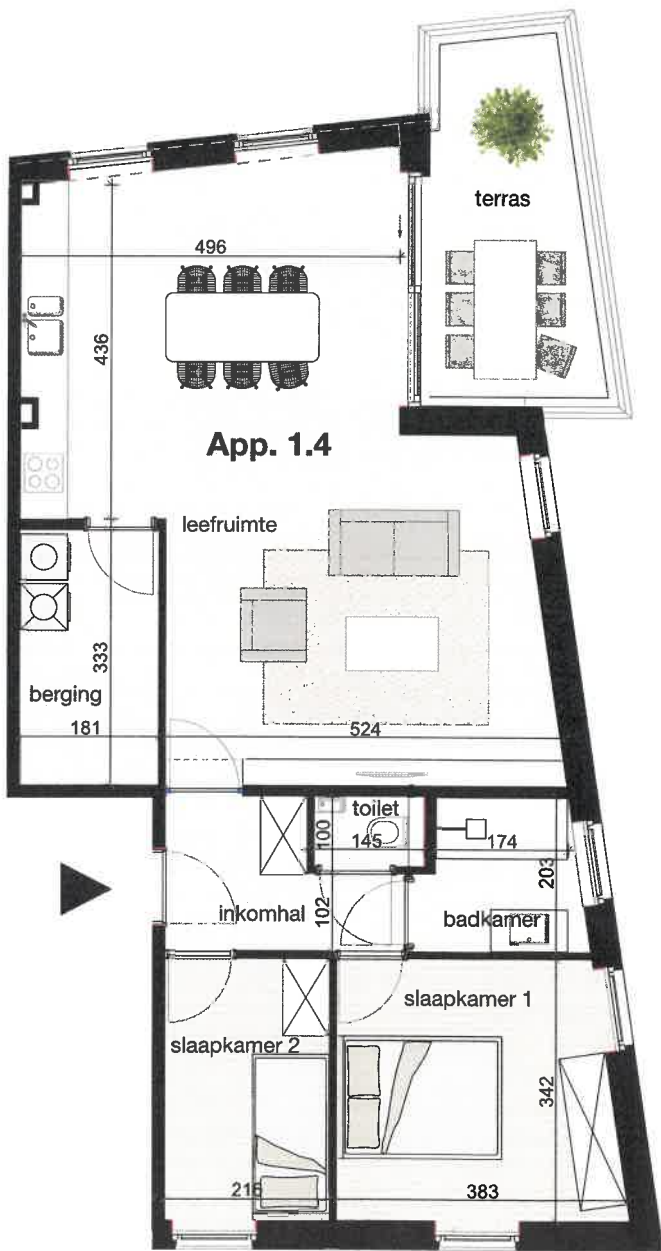 terras
496
436
App. 1.4
leefruimte
333
berging
181
524
toilet
100
145
174
203
102
inkomhal
badkamer
slaapkamer 1
slaapkamer 2
342
216
383